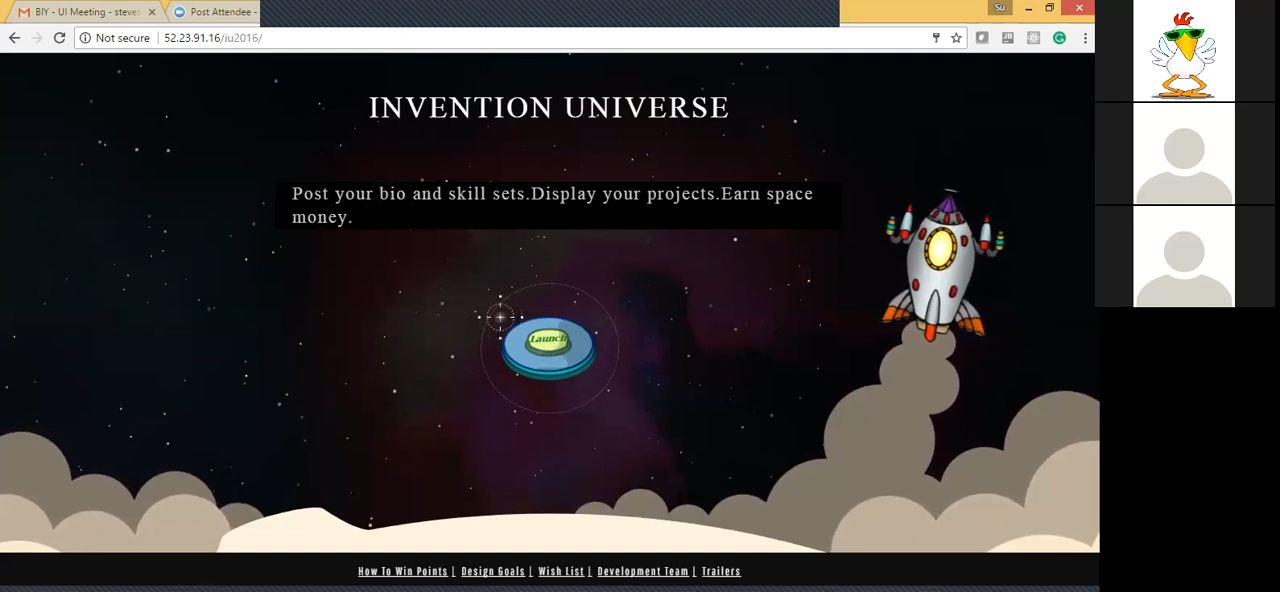 BIY - UI Meeting - steves
Post Attendee -
Su
Not secure | 52.23.91.16/iu2016/
JB
INVENTION UNIVERSE
Post your bio and skill sets.Display your projects.Earn space
money.
Launch
How To Win Points | Design Goals | Wish List | Development Team | Trailers